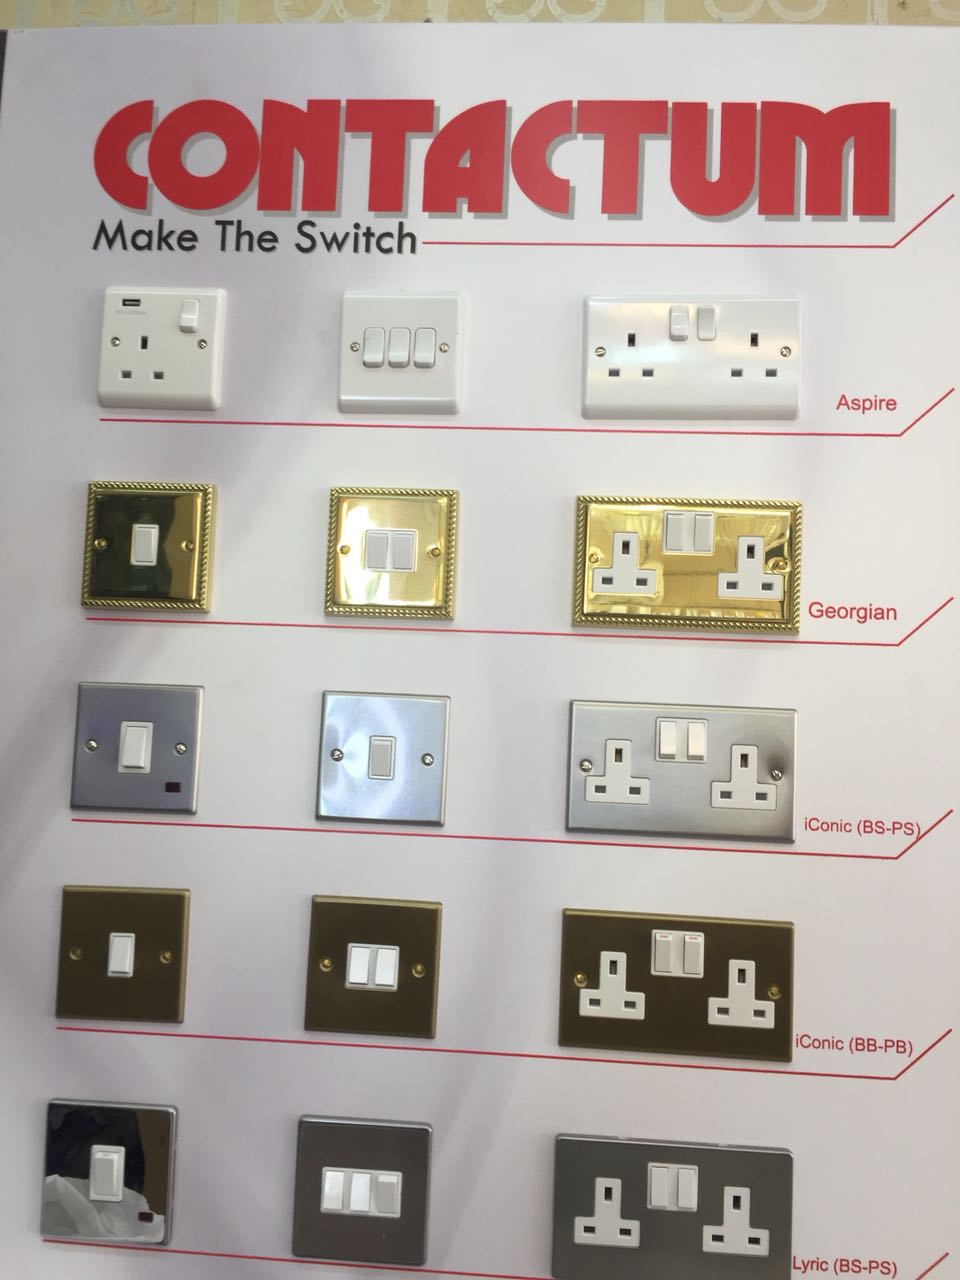 CONTACTUM
Make The Switch
Aspire
Georgian
iConic (BS-PS)
iConic (BB-PB)
Lyric (BS-PS)